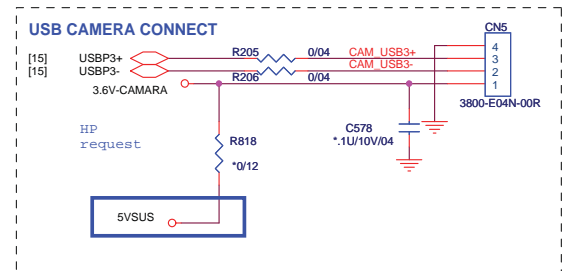 USB CAMERA CONNECT
CN5
[15] USBP3+ R205 0/04 CAM_USB3+ 4
[15] USBP3- R206 0/04 CAM_USB3- 3
2
3.6V-CAMARA 1
3800-E04N-00R
HP
request
R818
*0/12
C578
*.1U/10V/04
5VSUS